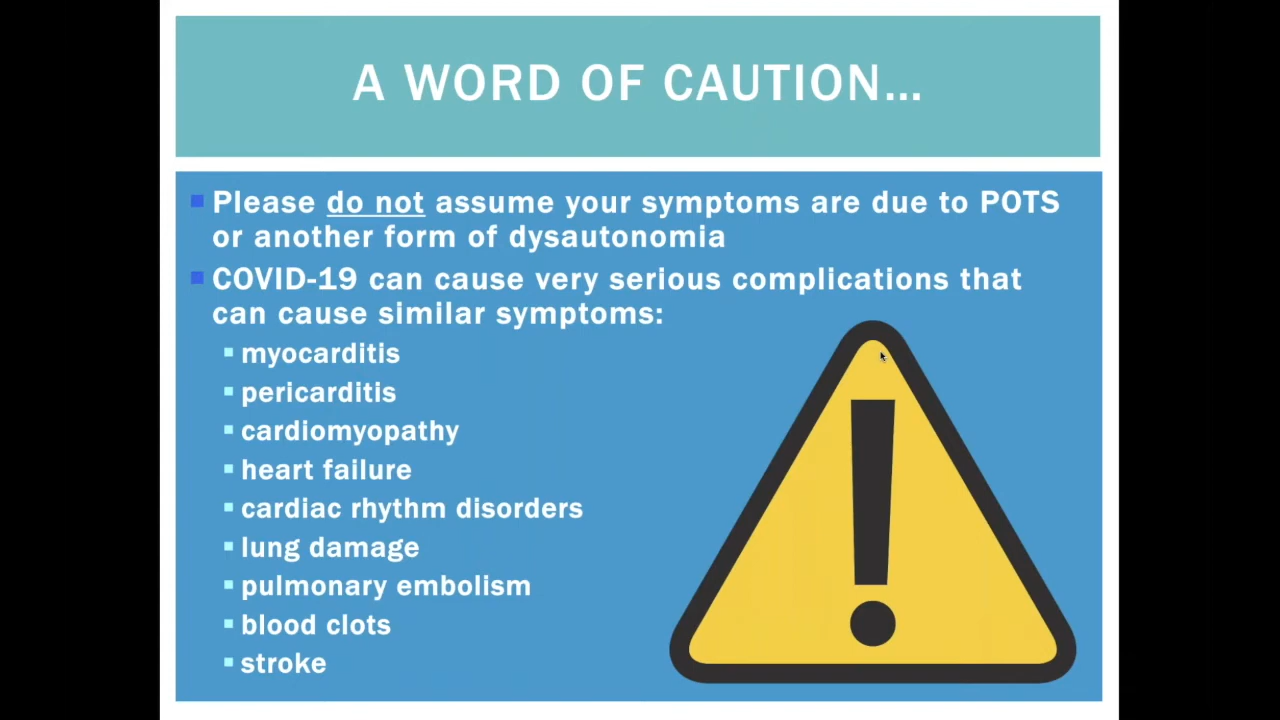 A WORD OF CAUTION...
Please do not assume your symptoms are due to POTS
or another form of dysautonomia
COVID-19 can cause very serious complications that
can cause similar symptoms:
myocarditis
pericarditis
cardiomyopathy
heart failure
cardiac rhythm disorders
lung damage
pulmonary embolism
blood clots
stroke